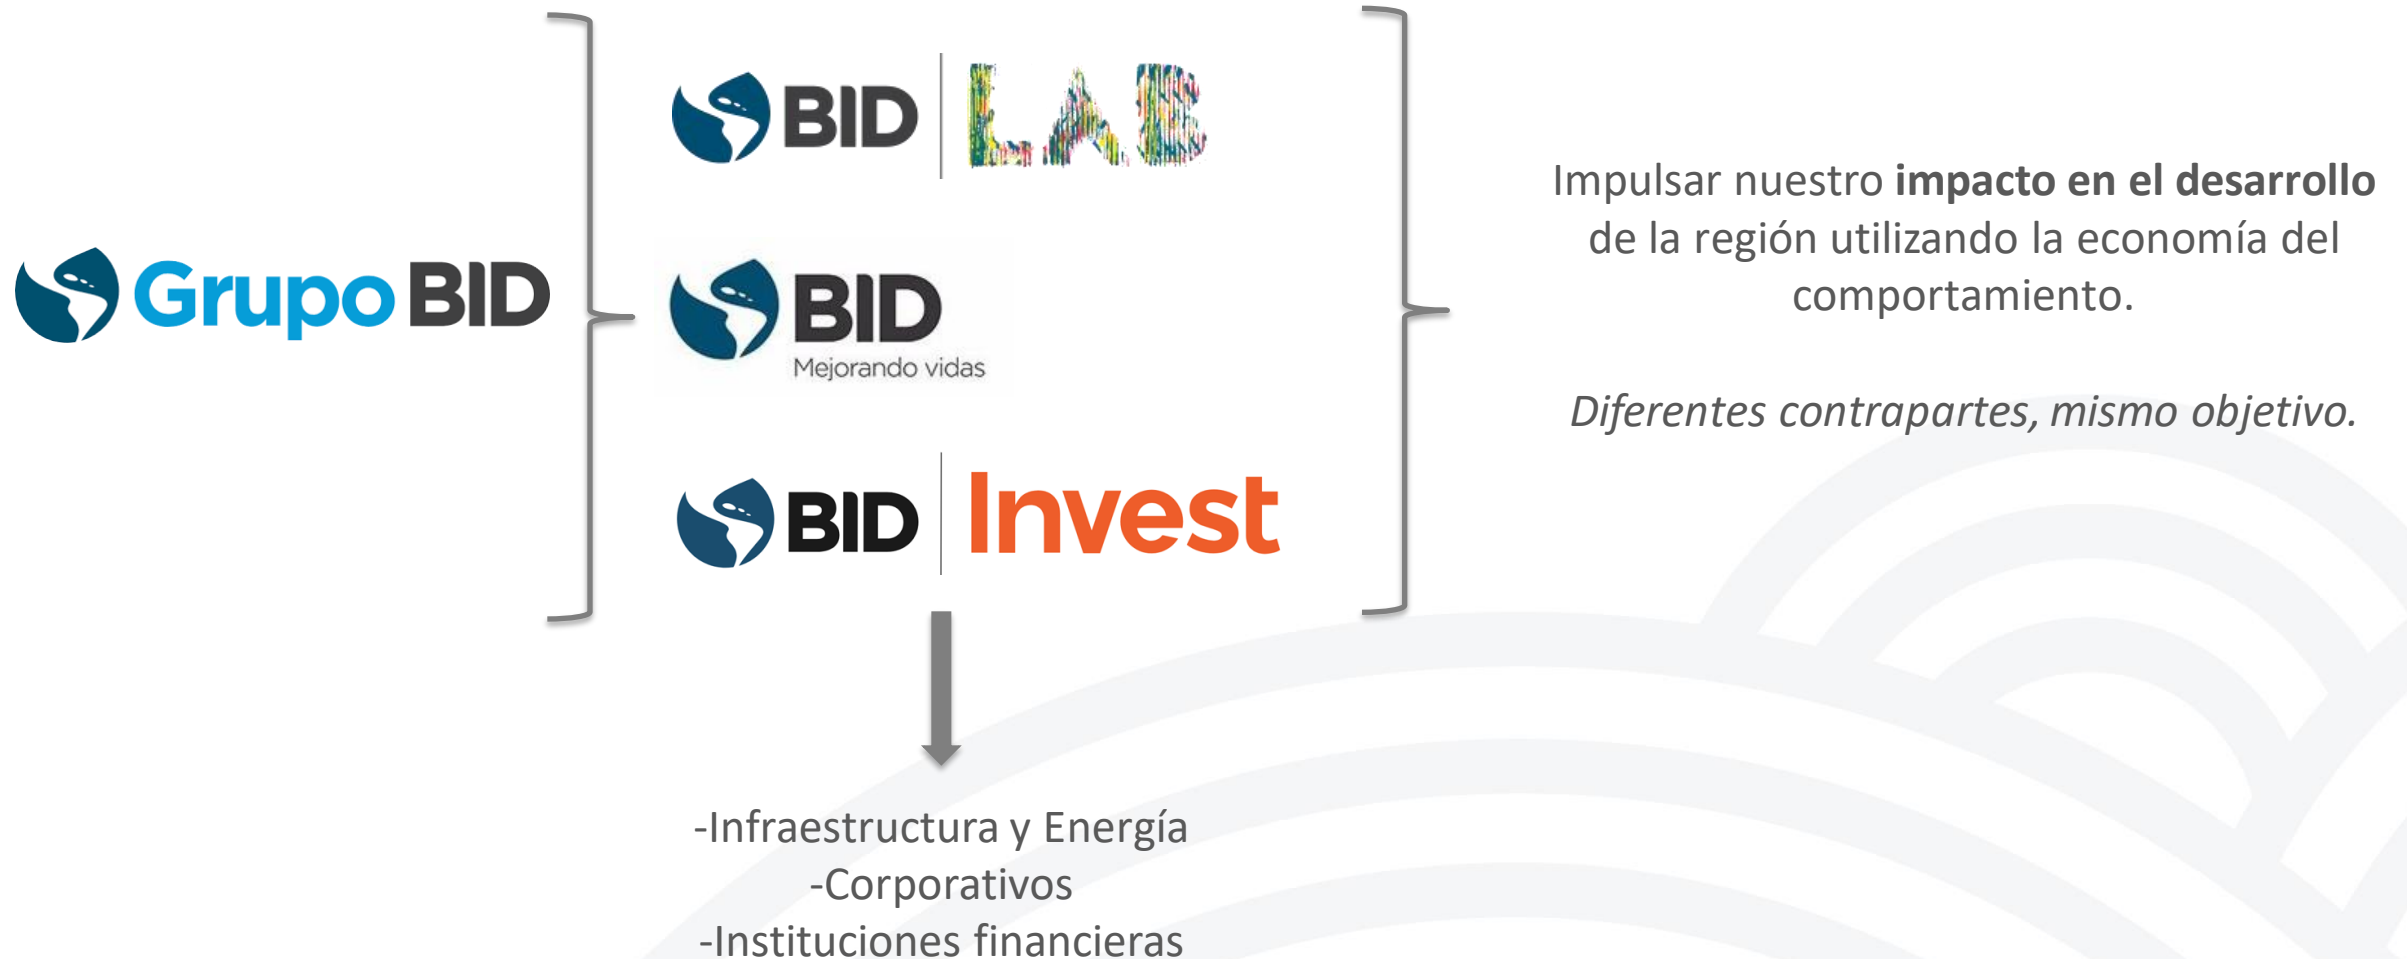 Grupo BID
BID LAB
BID
Mejorando vidas
BID Invest
Impulsar nuestro impacto en el desarrollo
de la región utilizando la economía del
comportamiento.
Diferentes contrapartes, mismo objetivo.
-Infraestructura y Energía
-Corporativos
-Instituciones financieras